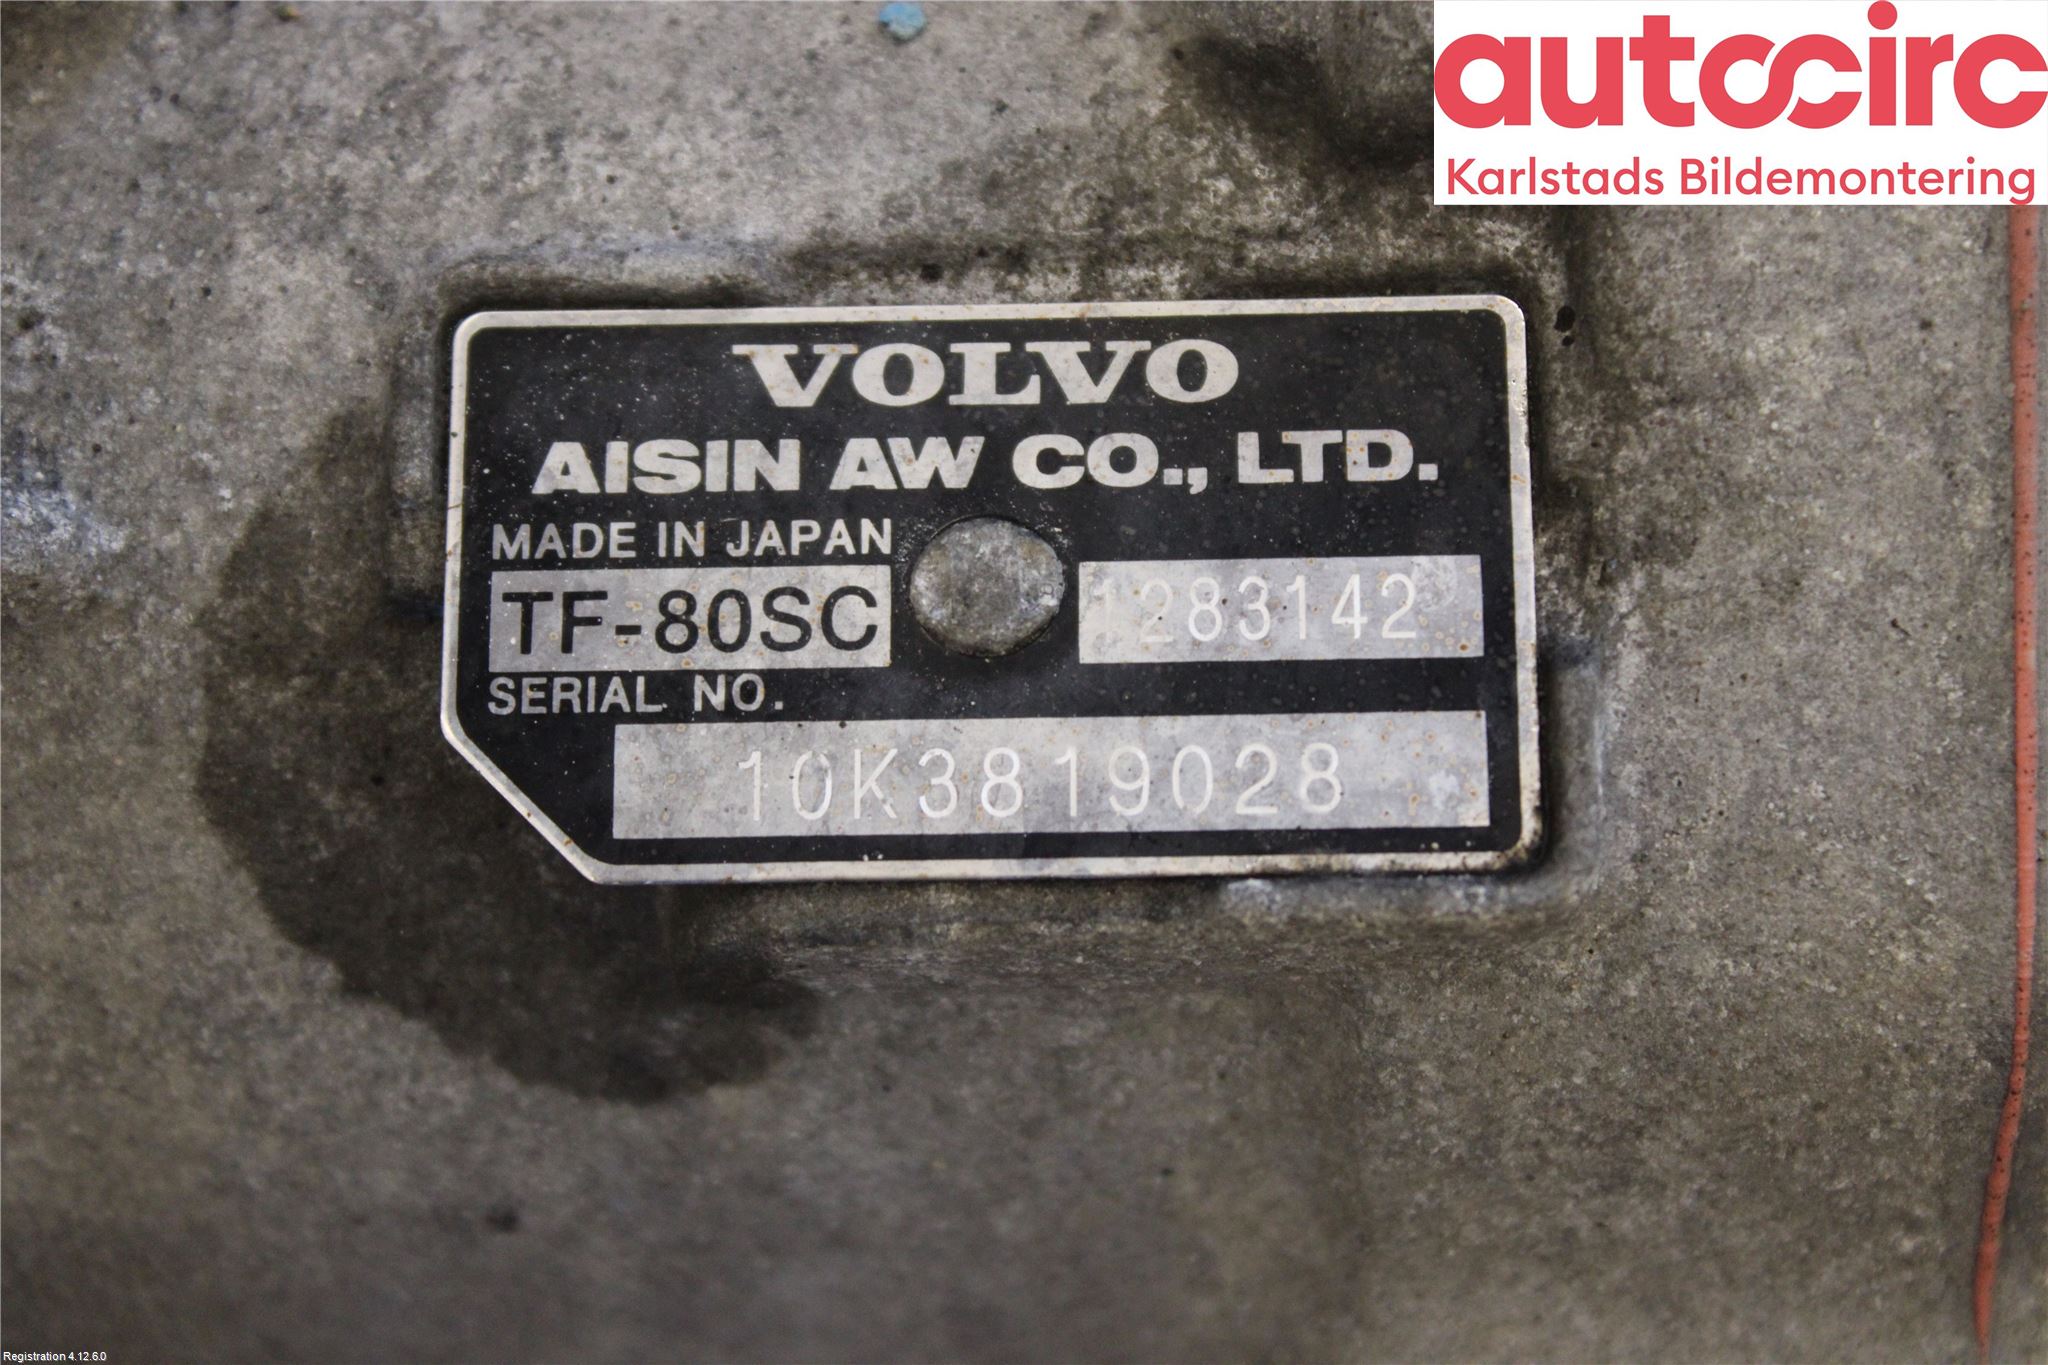 autocirc
Karlstads Bildemontering
VOLVO
AISIN AW CO., LTD.
MADE IN JAPAN
TF-80SC 1283142
SERIAL NO.
10K3819028
Registration 4.12.6.0